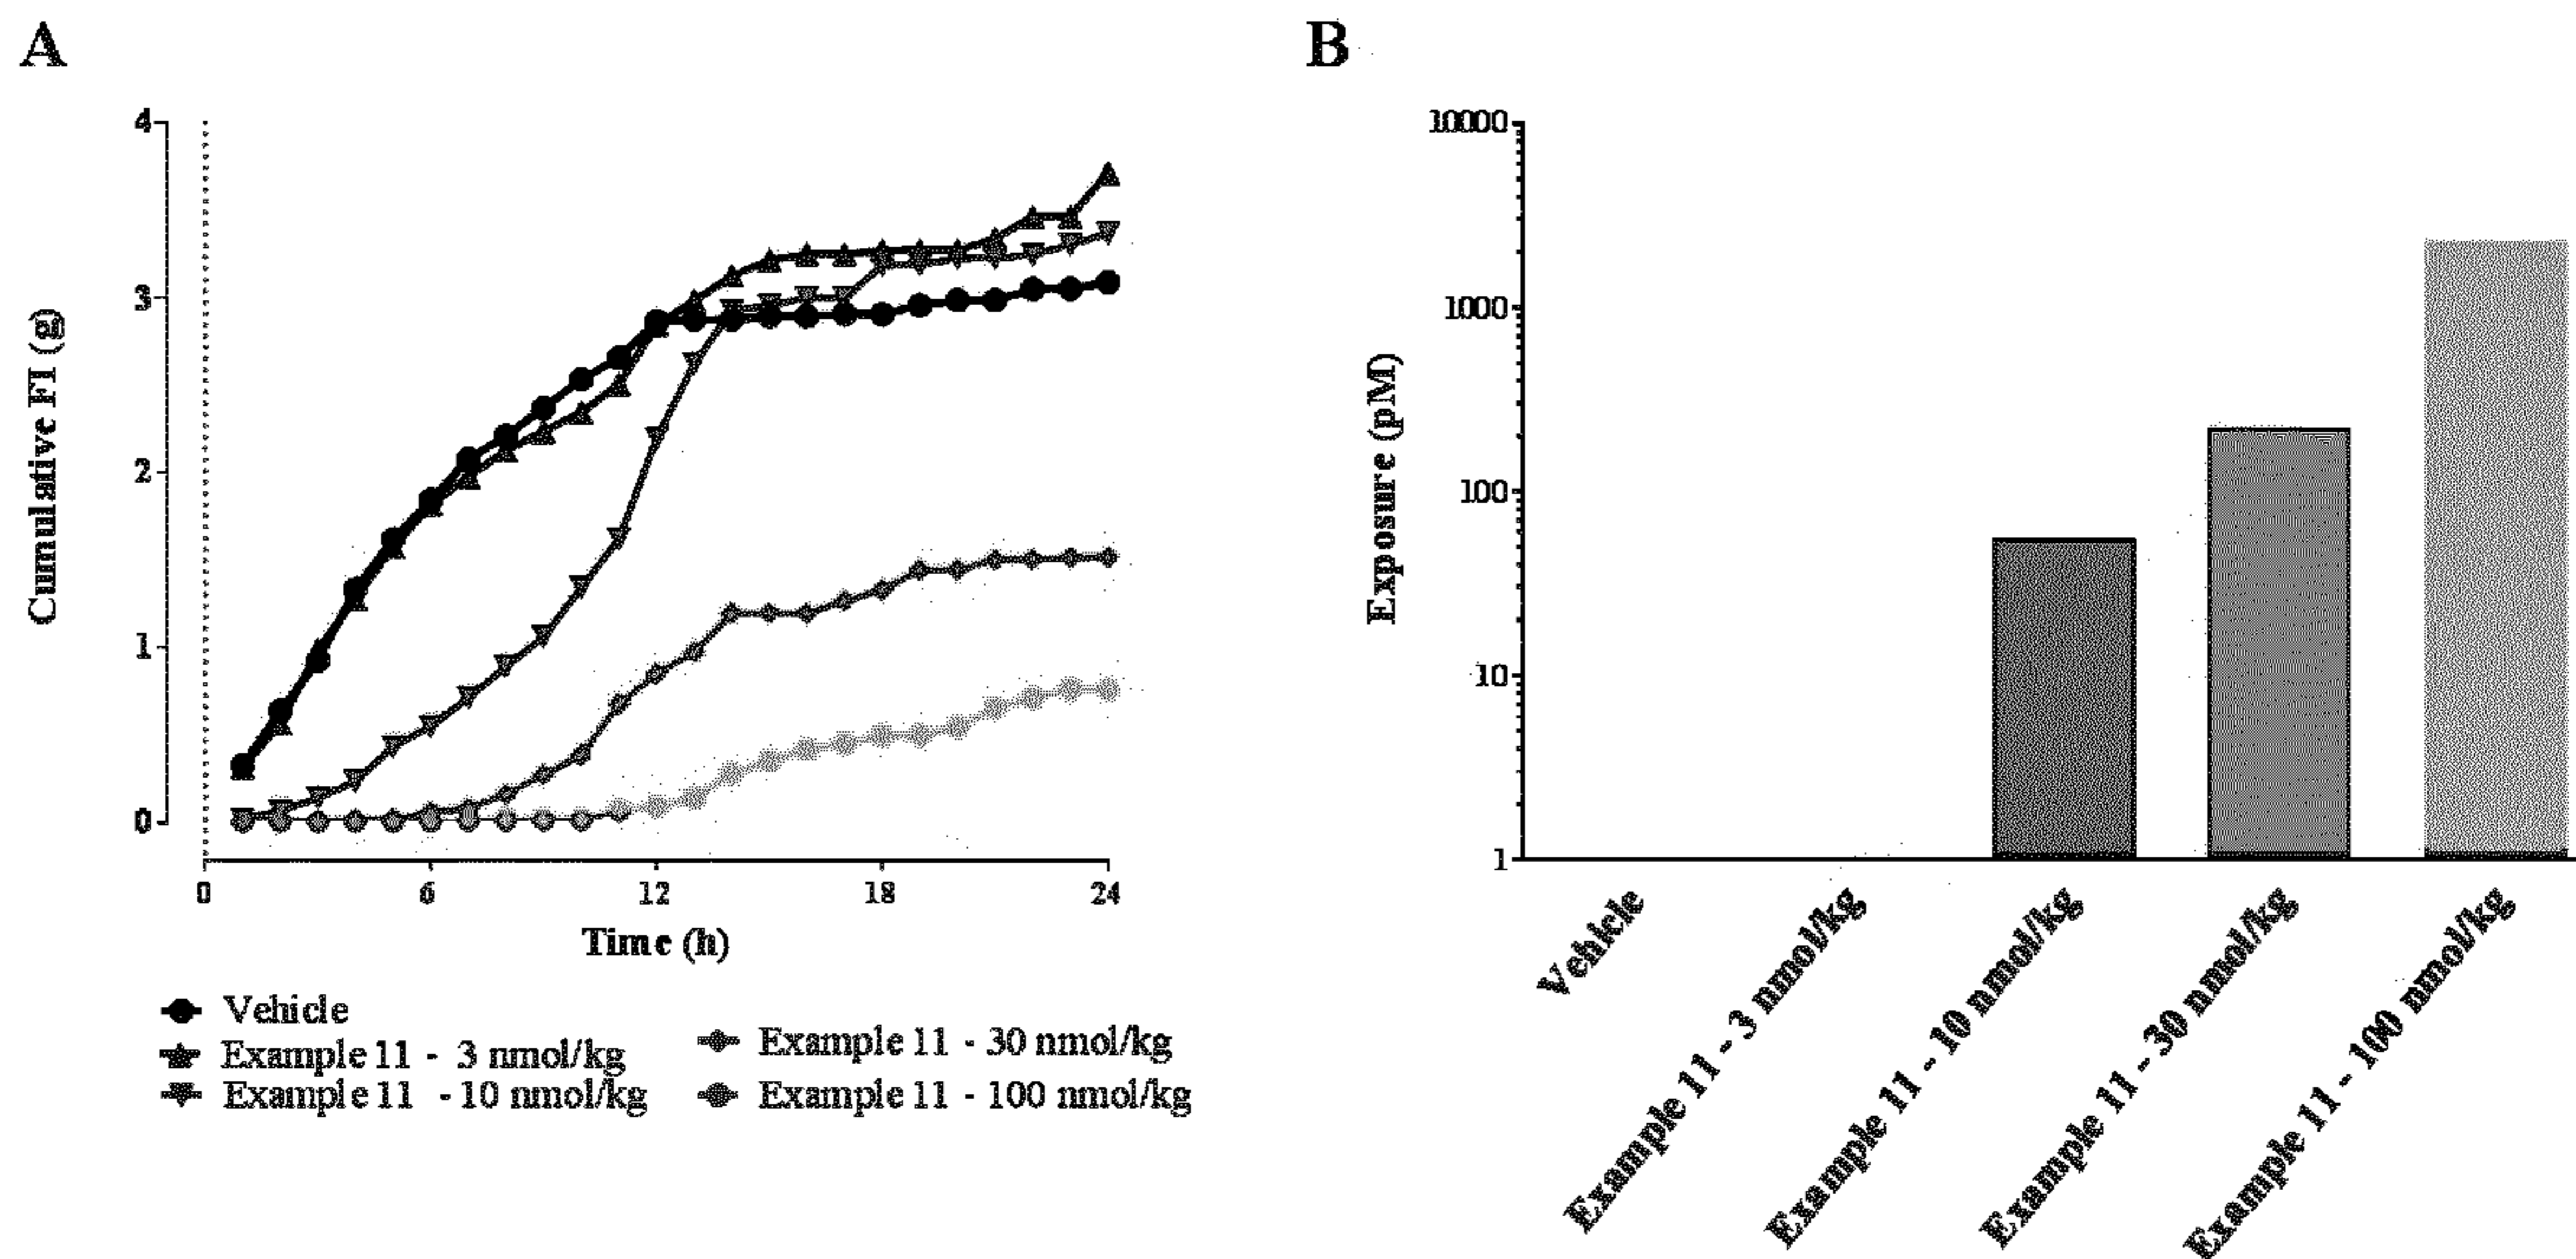 A
B
4
3
2
1
0
Cumulative FI (g)
0 6 12 18 24
Time (h)
Vehicle
Example 11 - 3 nmol/kg
Example 11 - 10 nmol/kg
Example 11 - 30 nmol/kg
Example 11 - 100 nmol/kg
10000
1000
100
10
1
Exposure (pM)
Vehicle
Example 11 - 3 nmol/kg
Example 11 - 10 nmol/kg
Example 11 - 30 nmol/kg
Example 11 - 100 nmol/kg